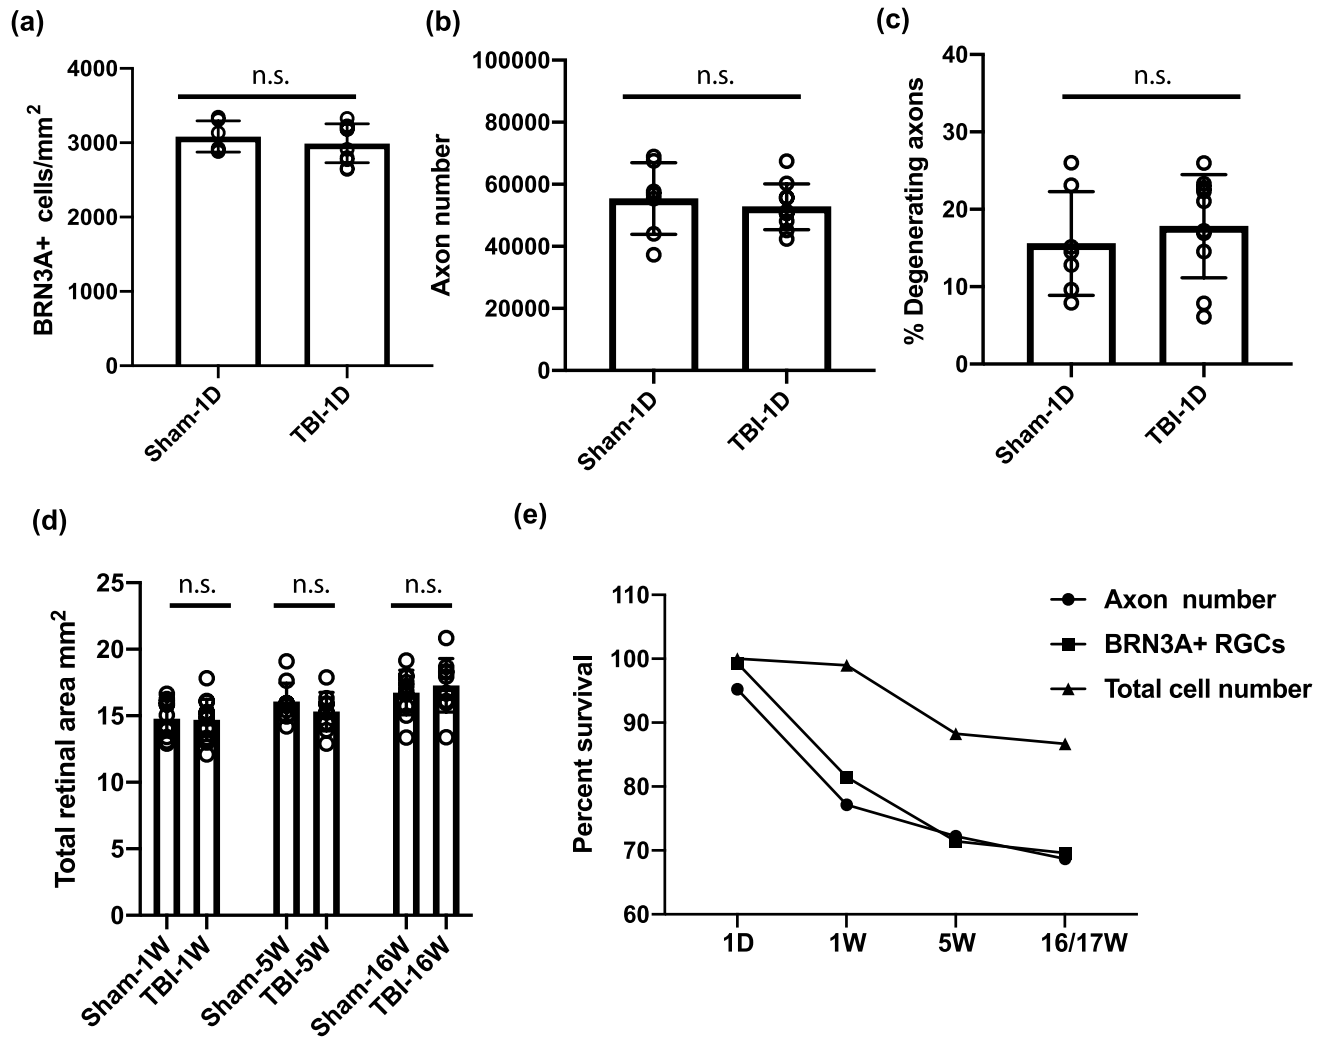 (a)
BRN3A+ cells/mm2
4000
3000
2000
1000
0
n.s.
Sham-1D
TBI-1D
(b)
Axon number
100000
80000
60000
40000
20000
0
n.s.
Sham-1D
TBI-1D
(c)
% Degenerating axons
40
30
20
10
0
n.s.
Sham-1D
TBI-1D
(d)
Total retinal area mm2
25
20
15
10
5
0
n.s.
n.s.
n.s.
Sham-1W
TBI-1W
Sham-5W
TBI-5W
Sham-16W
TBI-16W
(e)
Percent survival
110
100
90
80
70
60
1D
1W
5W
16/17W
Axon number
BRN3A+ RGCs
Total cell number